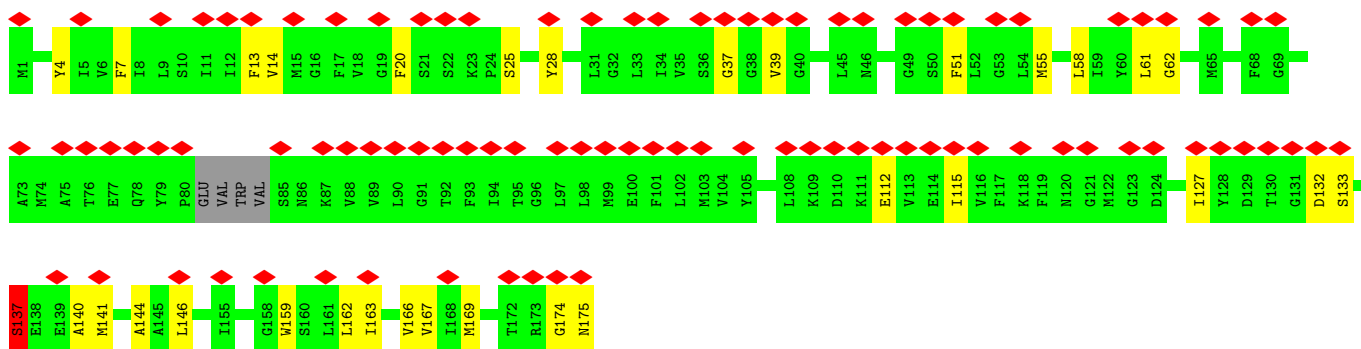 M1 Y4 I5 V6 F7 I8 L9 S10 I11 I12 F13 V14 M15 G16 F17 V18 G19 F20 S21 S22 K23 P24 S25 Y28 L31 G32 L33 I34 V35 S36 G37 G38 V39 G40 L45 N46 G49 S50 F51 L52 G53 L54 M55 L58 I59 Y60 L61 G62 M65 F68 G69
A73 M74 A75 T76 E77 Q78 Y79 P80 GLU VAL TRP VAL S85 N86 K87 V88 V89 L90 G91 T92 F93 I94 T95 G96 L97 L98 M99 E100 F101 L102 M103 V104 Y105 L108 K109 D110 K111 E112 V113 E114 I115 V116 F117 K118 F119 N120 G121 M122 G123 D124 I127 Y128 D129 T130 G131 D132 S133
S137 E138 E139 A140 M141 A144 A145 L146 I155 G158 W159 S160 L161 L162 I163 V166 V167 I168 M169 T172 R173 G174 N175